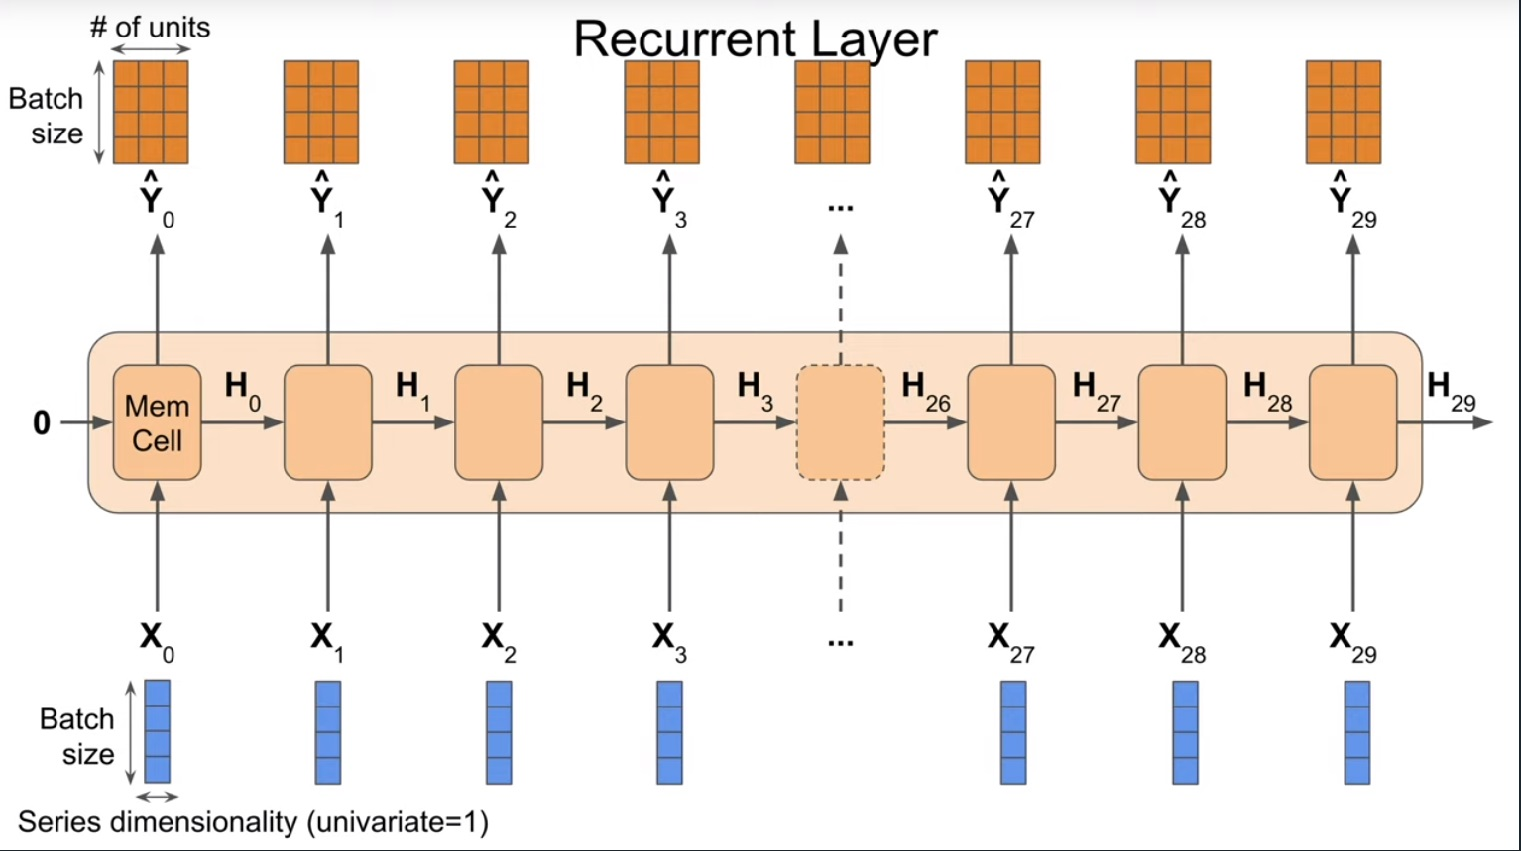 # of units
Recurrent Layer
Batch
size
Ŷ0
Ŷ1
Ŷ2
Ŷ3
...
Ŷ27
Ŷ28
Ŷ29
0
Mem
Cell
H0
H1
H2
H3
H26
H27
H28
H29
X0
X1
X2
X3
...
X27
X28
X29
Batch
size
Series dimensionality (univariate=1)